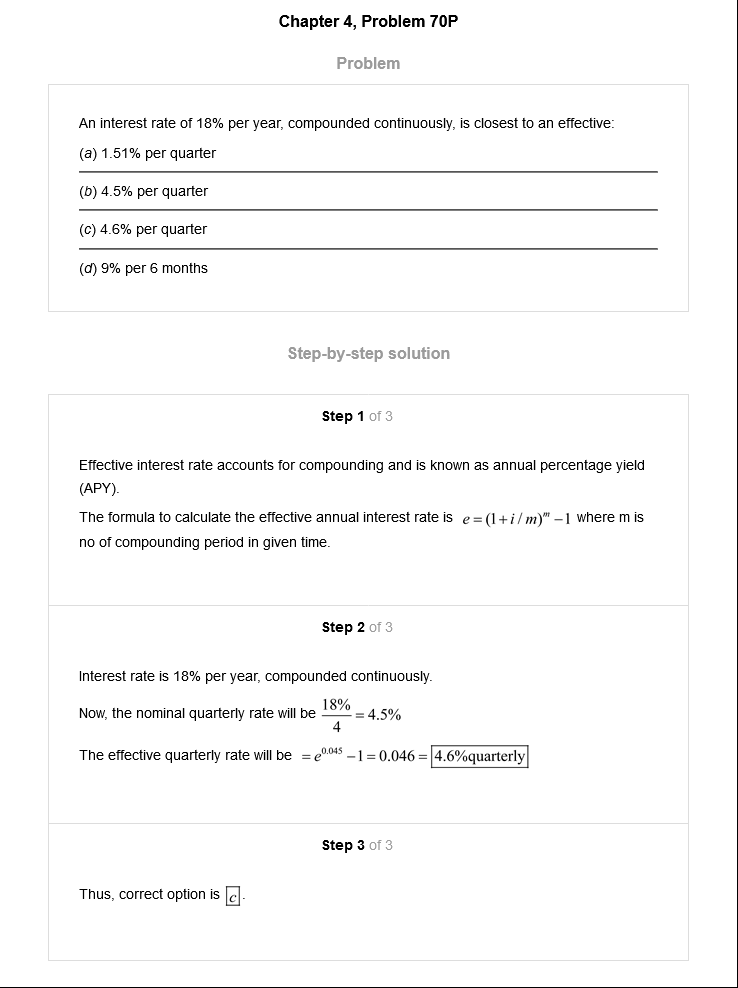 Chapter 4, Problem 70P
Problem
An interest rate of 18% per year, compounded continuously, is closest to an effective:
(a) 1.51% per quarter
(b) 4.5% per quarter
(c) 4.6% per quarter
(d) 9% per 6 months
Step-by-step solution
Step 1 of 3
Effective interest rate accounts for compounding and is known as annual percentage yield
(APY).
The formula to calculate the effective annual interest rate is e = (1 + i / m)^m − 1 where m is
no of compounding period in given time.
Step 2 of 3
Interest rate is 18% per year, compounded continuously.
Now, the nominal quarterly rate will be 18%/4 = 4.5%
The effective quarterly rate will be = e^0.045 − 1 = 0.046 = 4.6%quarterly
Step 3 of 3
Thus, correct option is c.